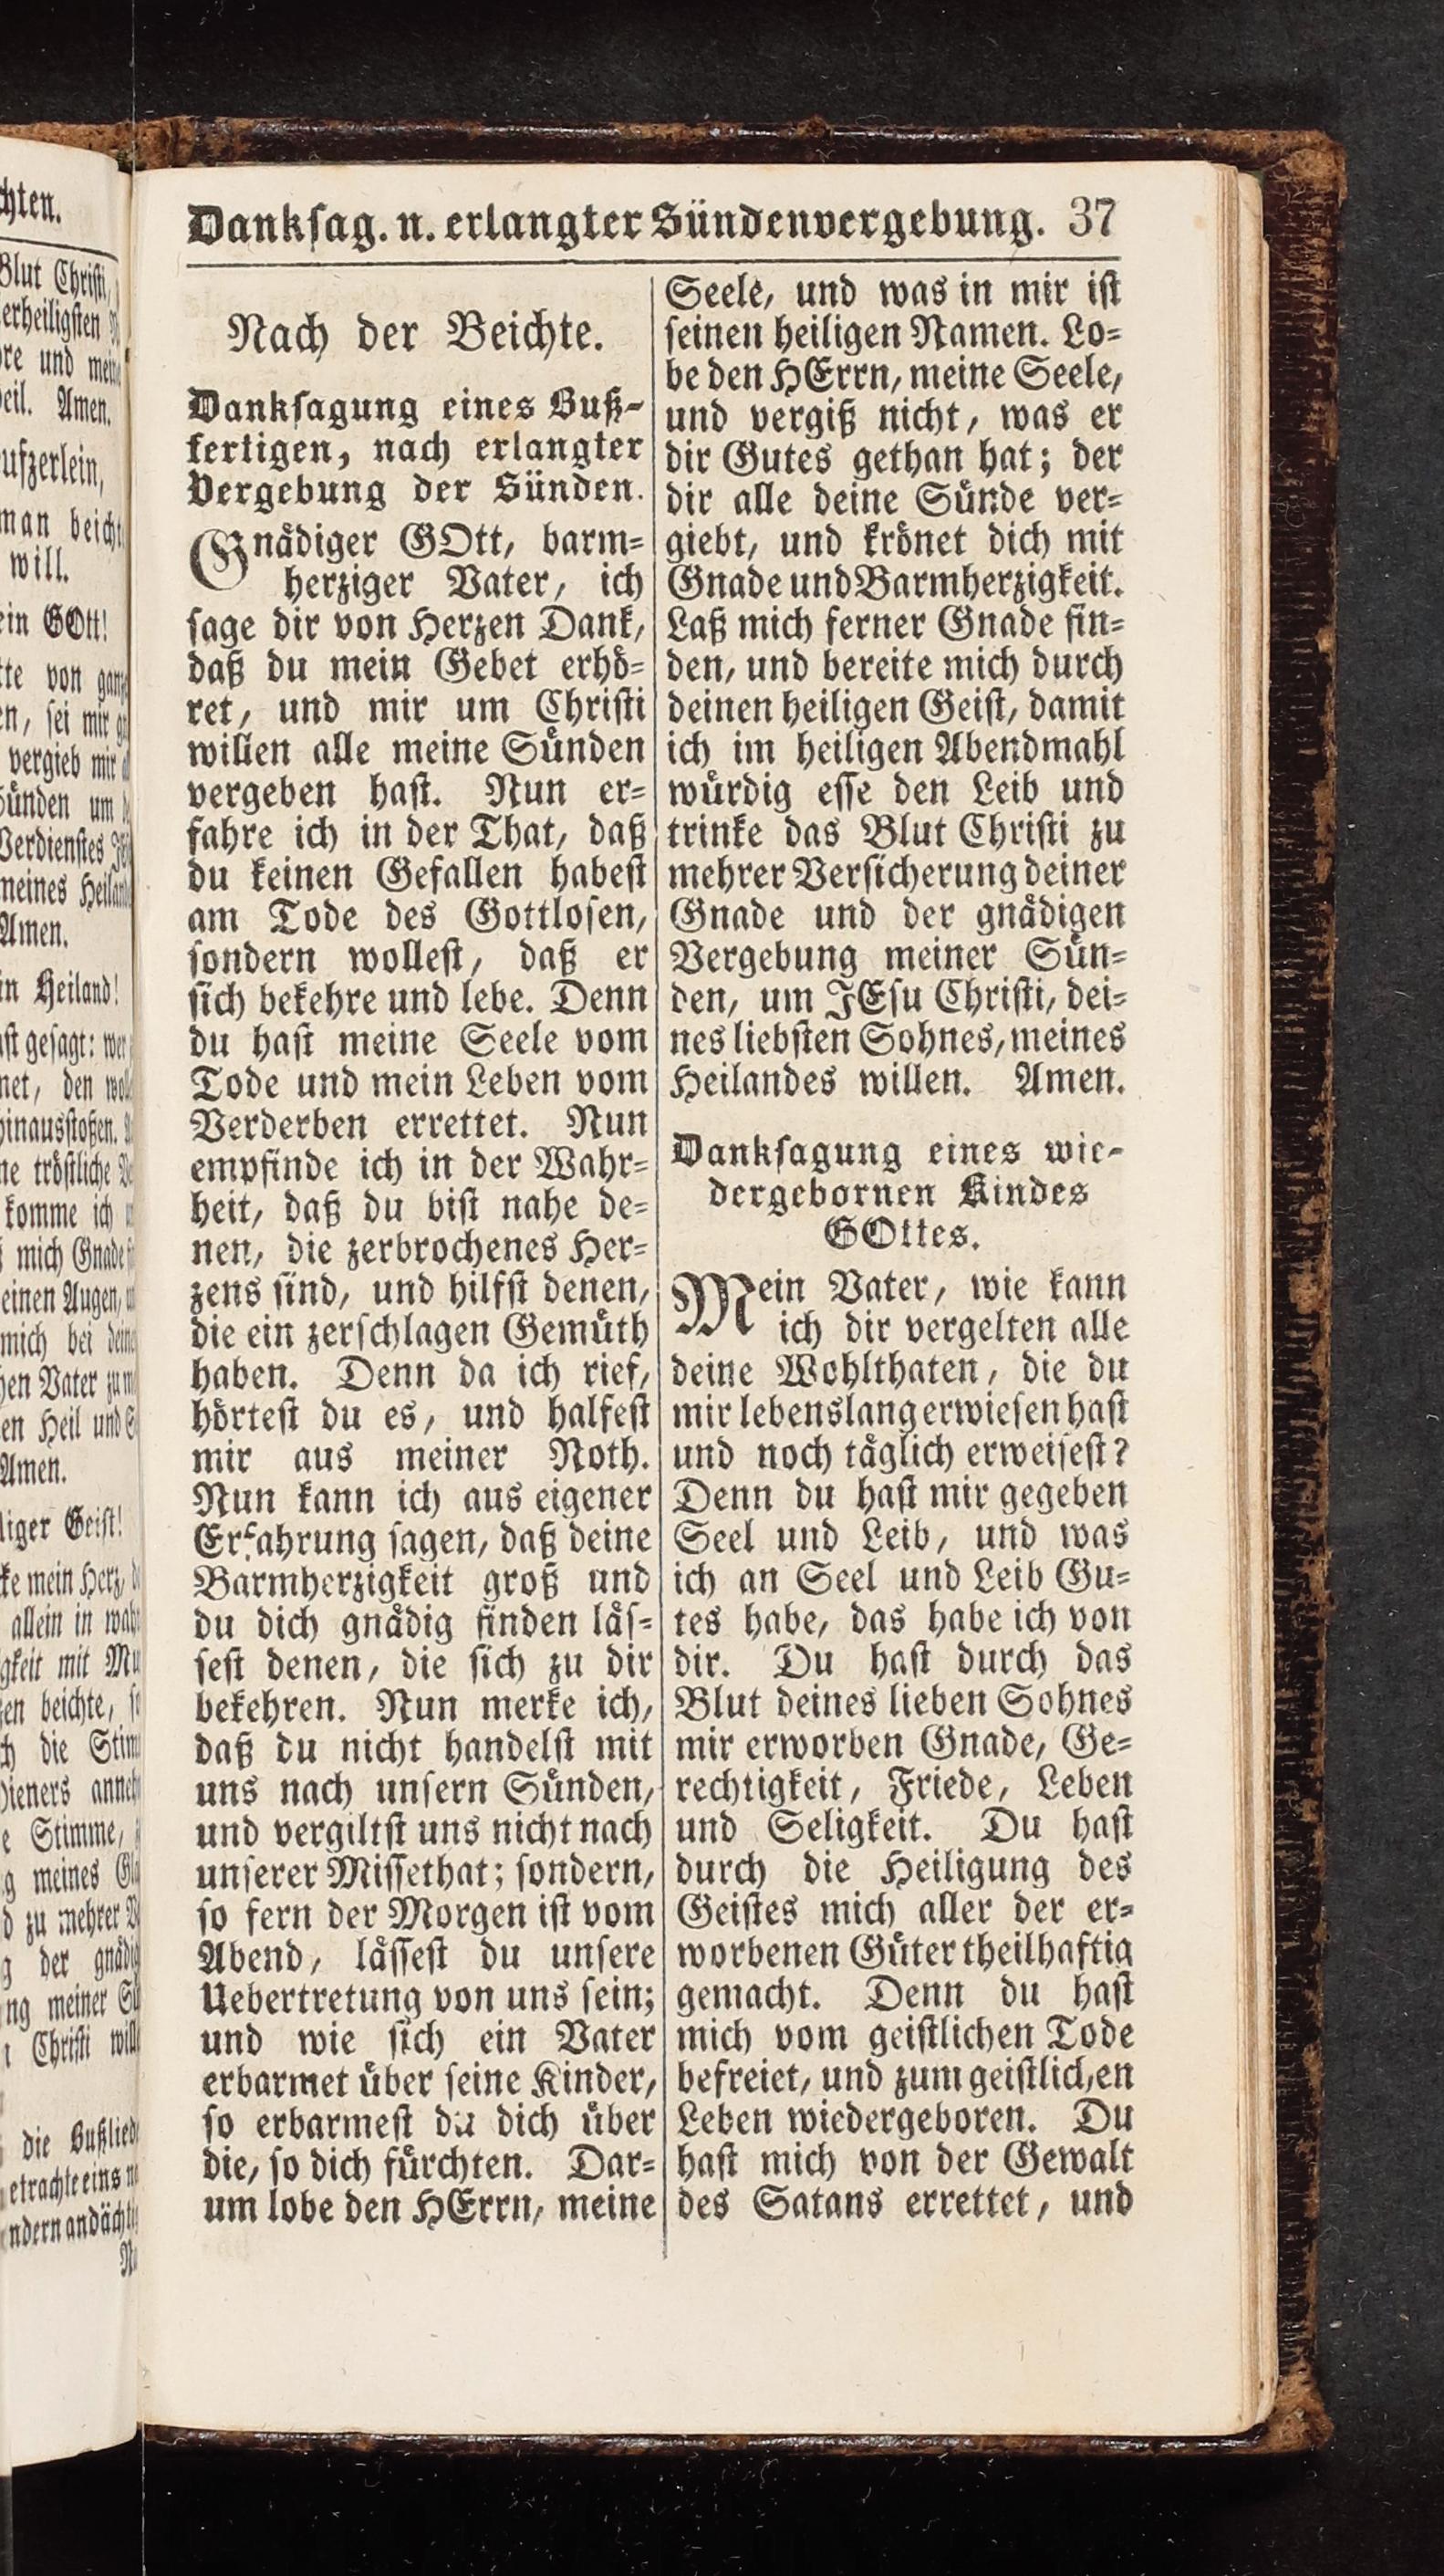 Danksag. n. erlangter Sündenvergebung. 37
Nach der Beichte.
Danksagung eines Buß-
fertigen, nach erlangter
Vergebung der Sünden.
Gnädiger GOtt, barm-
herziger Vater, ich
sage dir von Herzen Dank,
daß du mein Gebet erhö-
ret, und mir um Christi
willen alle meine Sünden
vergeben hast. Nun er-
fahre ich in der That, daß
du keinen Gefallen habest
am Tode des Gottlosen,
sondern wollest, daß er
sich bekehre und lebe. Denn
du hast meine Seele vom
Tode und mein Leben vom
Verderben errettet. Nun
empfinde ich in der Wahr-
heit, daß du bist nahe de-
nen, die zerbrochenes Her-
zens sind, und hilfst denen,
die ein zerschlagen Gemüth
haben. Denn da ich rief,
hörtest du es, und halfest
mir aus meiner Noth.
Nun kann ich aus eigener
Erfahrung sagen, daß deine
Barmherzigkeit groß und
du dich gnädig finden läs-
sest denen, die sich zu dir
bekehren. Nun merke ich,
daß du nicht handelst mit
uns nach unsern Sünden,
und vergiltst uns nicht nach
unserer Missethat; sondern,
so fern der Morgen ist vom
Abend, lässest du unsere
Uebertretung von uns sein;
und wie sich ein Vater
erbarmet über seine Kinder,
so erbarmest du dich über
die, so dich fürchten. Dar-
um lobe den HErrn, meine
Seele, und was in mir ist
seinen heiligen Namen. Lo-
be den HErrn, meine Seele,
und vergiß nicht, was er
dir Gutes gethan hat; der
dir alle deine Sünde ver-
giebt, und krönet dich mit
Gnade und Barmherzigkeit.
Laß mich ferner Gnade fin-
den, und bereite mich durch
deinen heiligen Geist, damit
ich im heiligen Abendmahl
würdig esse den Leib und
trinke das Blut Christi zu
mehrer Versicherung deiner
Gnade und der gnädigen
Vergebung meiner Sün-
den, um JEsu Christi, dei-
nes liebsten Sohnes, meines
Heilandes willen. Amen.
Danksagung eines wie-
dergebornen Kindes
GOttes.
Mein Vater, wie kann
ich dir vergelten alle
deine Wohlthaten, die du
mir lebenslang erwiesen hast
und noch täglich erweisest?
Denn du hast mir gegeben
Seel und Leib, und was
ich an Seel und Leib Gu-
tes habe, das habe ich von
dir. Du hast durch das
Blut deines lieben Sohnes
mir erworben Gnade, Ge-
rechtigkeit, Friede, Leben
und Seligkeit. Du hast
durch die Heiligung des
Geistes mich aller der er-
worbenen Güter theilhaftig
gemacht. Denn du hast
mich vom geistlichen Tode
befreiet, und zum geistlichen
Leben wiedergeboren. Du
hast mich von der Gewalt
des Satans errettet, und